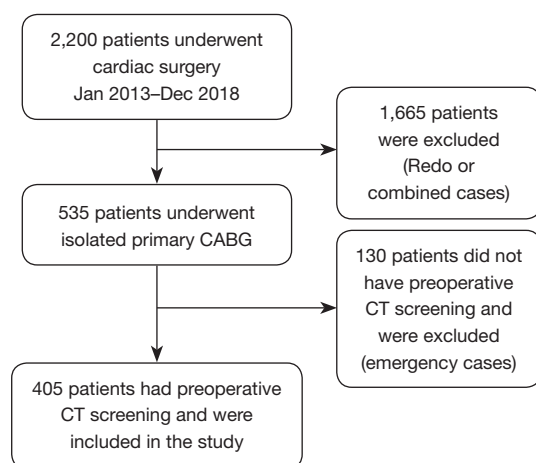 2,200 patients underwent
cardiac surgery
Jan 2013–Dec 2018
1,665 patients
were excluded
(Redo or
combined cases)
535 patients underwent
isolated primary CABG
130 patients did not
have preoperative
CT screening and
were excluded
(emergency cases)
405 patients had preoperative
CT screening and were
included in the study